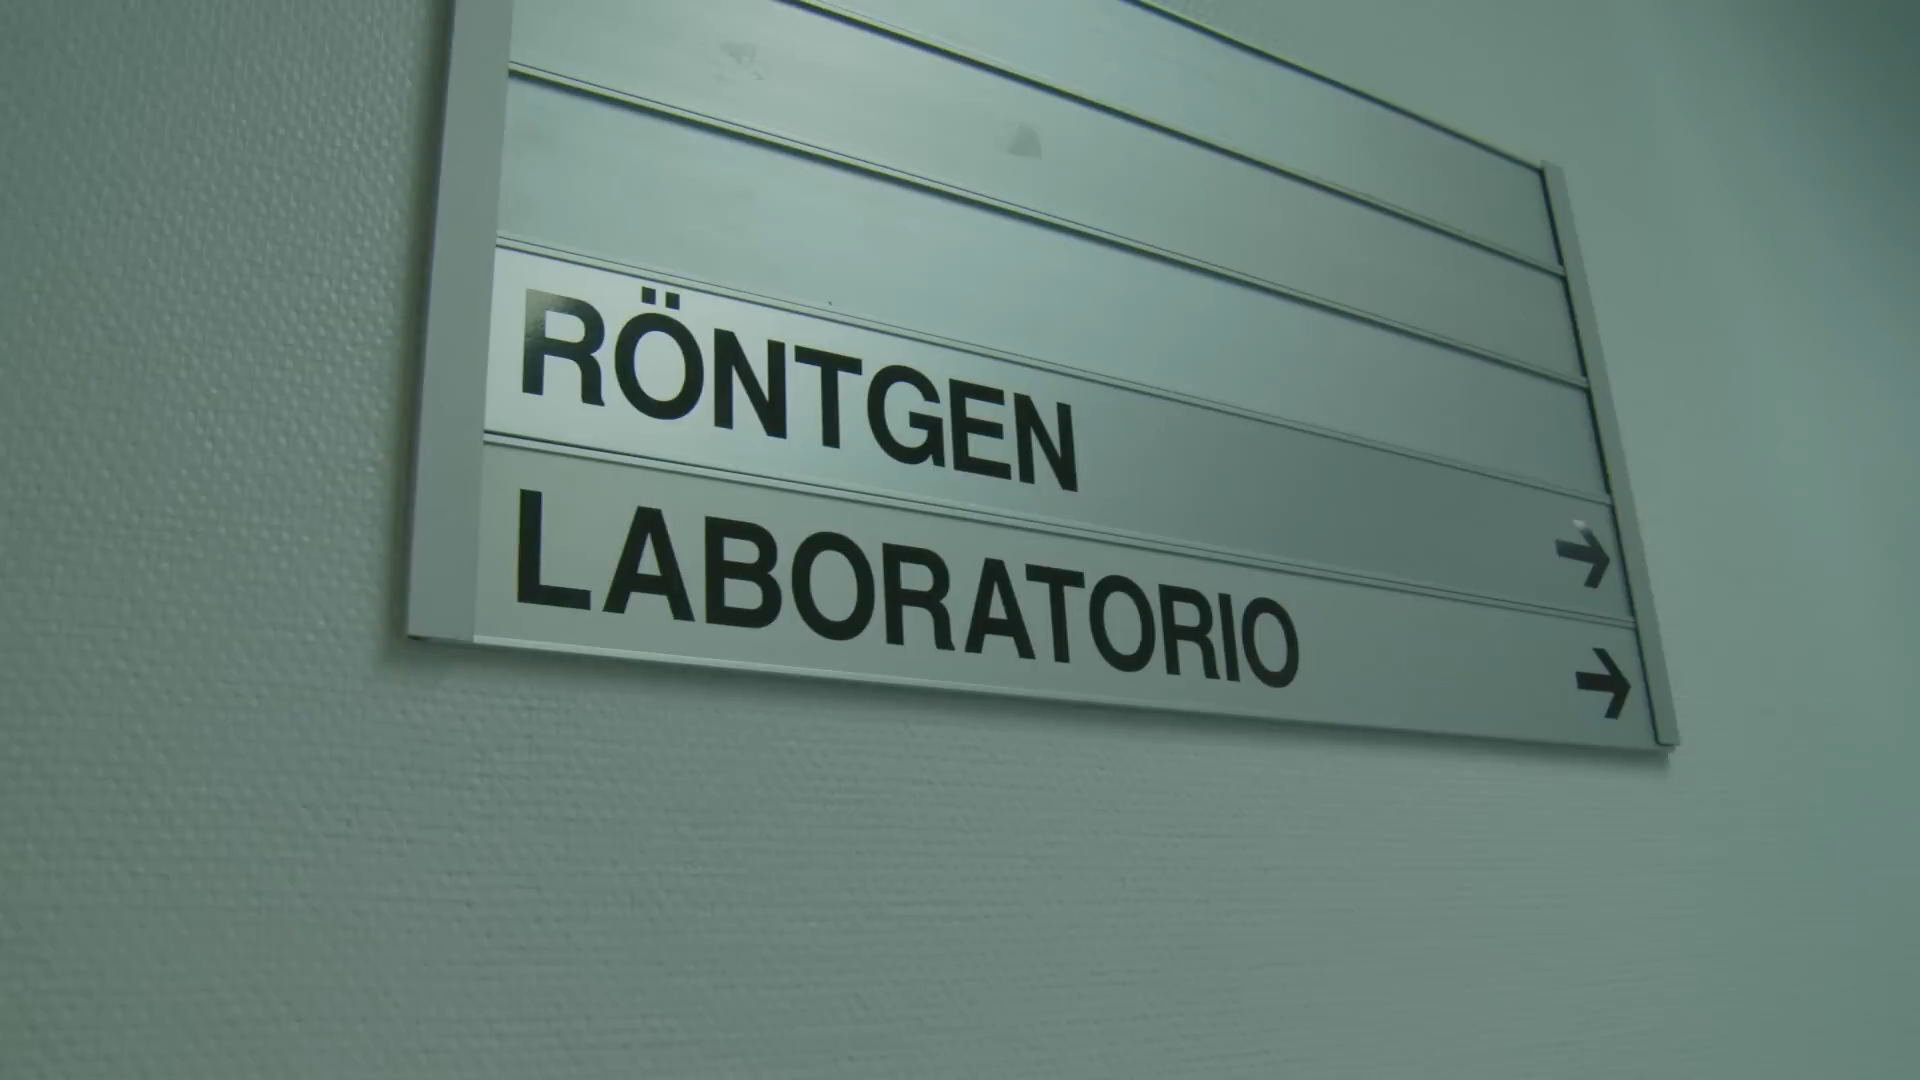 RÖNTGEN →
LABORATORIO →